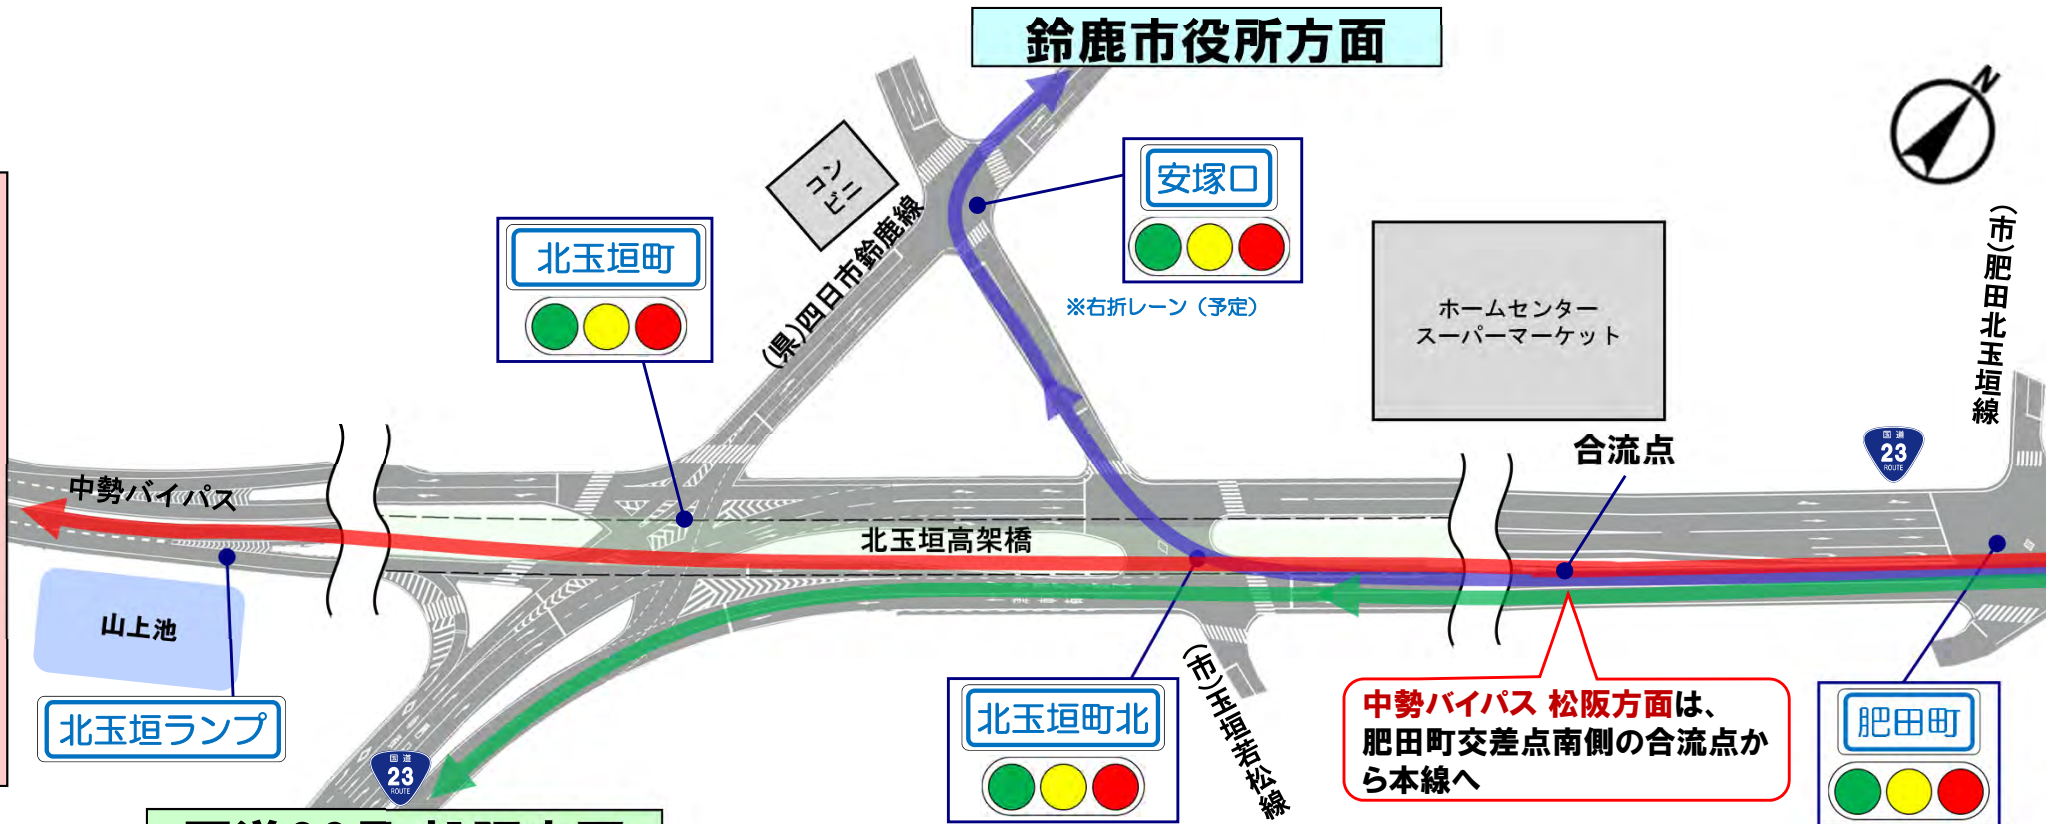 鈴鹿市役所方面
N
安塚口
コン
ビニ
(市)肥田北玉垣線
北玉垣町
(県)四日市鈴鹿線
※右折レーン（予定）
ホームセンター
スーパーマーケット
合流点
国道
23
ROUTE
中勢バイパス
北玉垣高架橋
山上池
北玉垣ランプ
国道
23
ROUTE
北玉垣町北
(市)玉垣若松線
中勢バイパス 松阪方面は、
肥田町交差点南側の合流点か
ら本線へ
肥田町